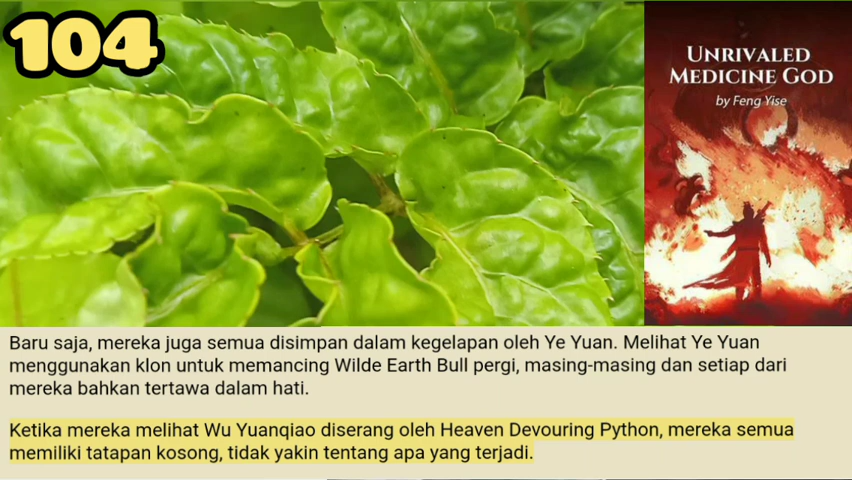 104
UNRIVALED
MEDICINE GOD
by Feng Yise
Baru saja, mereka juga semua disimpan dalam kegelapan oleh Ye Yuan. Melihat Ye Yuan
menggunakan klon untuk memancing Wilde Earth Bull pergi, masing-masing dan setiap dari
mereka bahkan tertawa dalam hati.
Ketika mereka melihat Wu Yuanqiao diserang oleh Heaven Devouring Python, mereka semua
memiliki tatapan kosong, tidak yakin tentang apa yang terjadi.